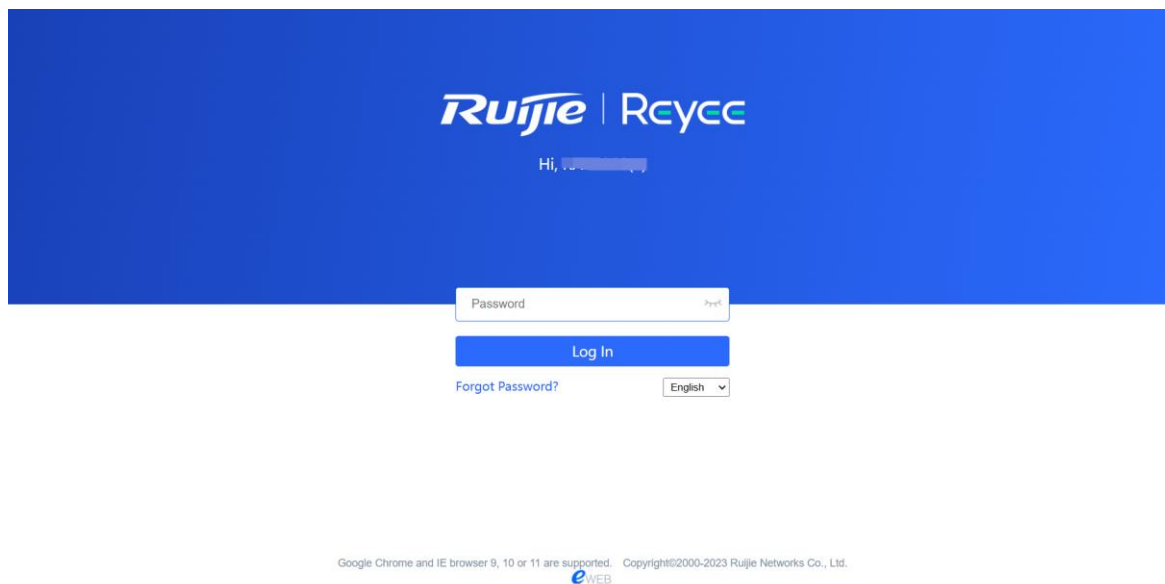 Ruijie | Reyee
Hi,
Password
Log In
Forgot Password?
English
Google Chrome and IE browser 9, 10 or 11 are supported. Copyright©2000-2023 Ruijie Networks Co., Ltd.
eWEB